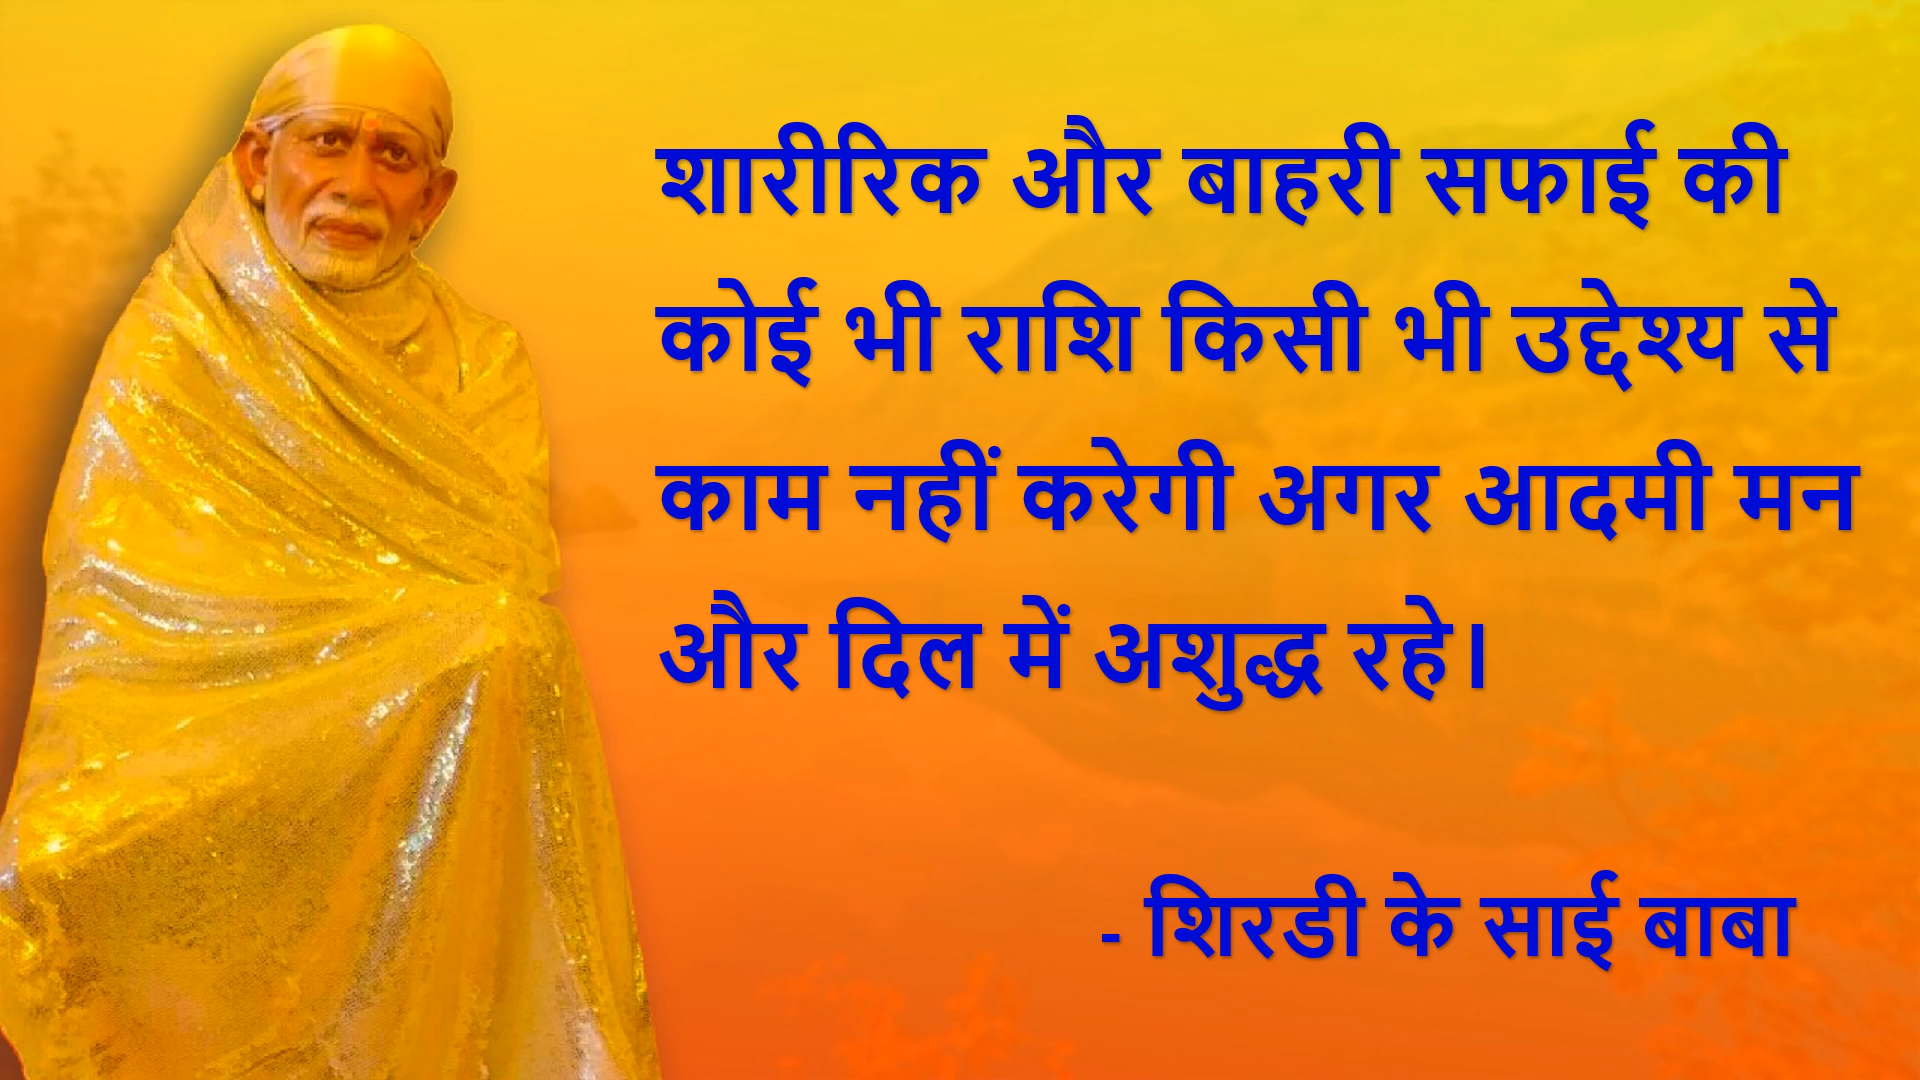 शारीरिक और बाहरी सफाई की
कोई भी राशि किसी भी उद्देश्य से
काम नहीं करेगी अगर आदमी मन
और दिल में अशुद्ध रहे।
- शिरडी के साई बाबा